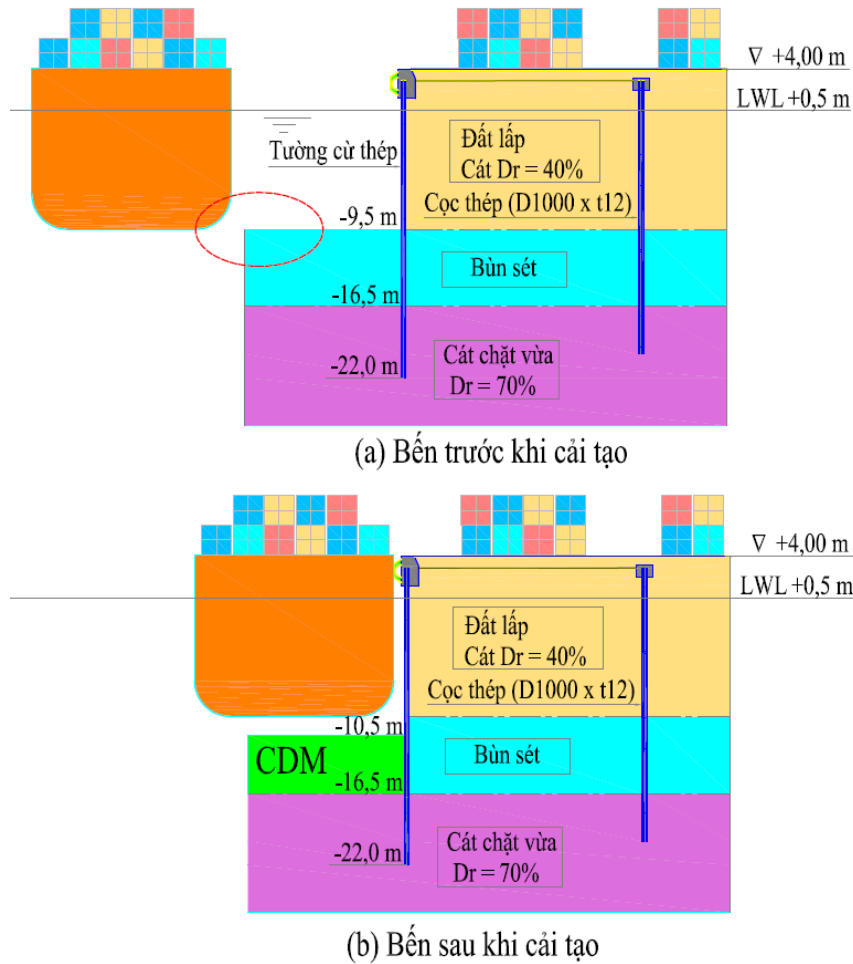 ∇ +4,00 m
LWL +0,5 m
Tường cừ thép
Đất lấp
Cát Dr = 40%
Cọc thép (D1000 x t12)
-9,5 m
Bùn sét
-16,5 m
Cát chặt vừa
Dr = 70%
-22,0 m
(a) Bến trước khi cải tạo
∇ +4,00 m
LWL +0,5 m
Đất lấp
Cát Dr = 40%
Cọc thép (D1000 x t12)
-10,5 m
CDM
Bùn sét
-16,5 m
Cát chặt vừa
Dr = 70%
-22,0 m
(b) Bến sau khi cải tạo